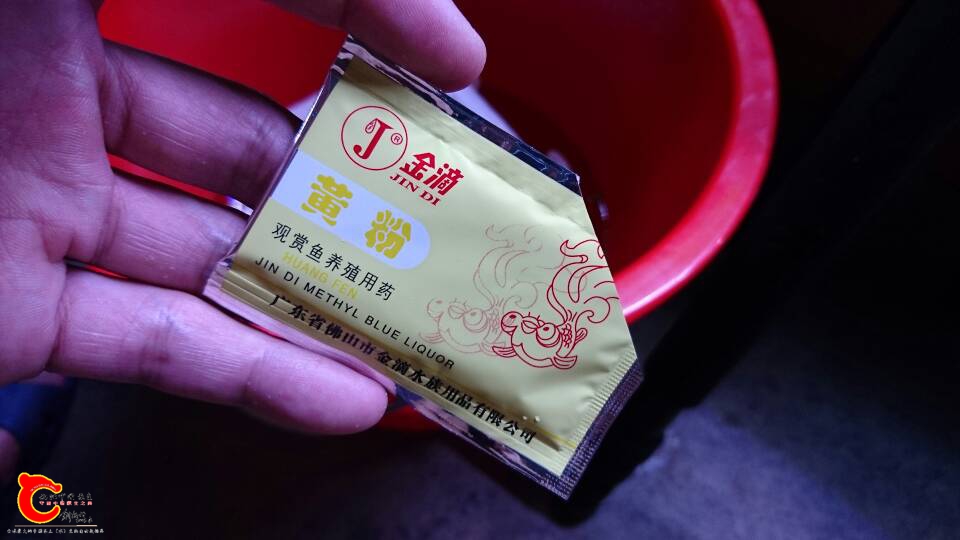 J®
金滴
JIN DI
黄粉
观赏鱼养殖用药
HUANG FEN
JIN DI METHYL BLUE LIQUOR
广东省佛山市金滴水族用品有限公司